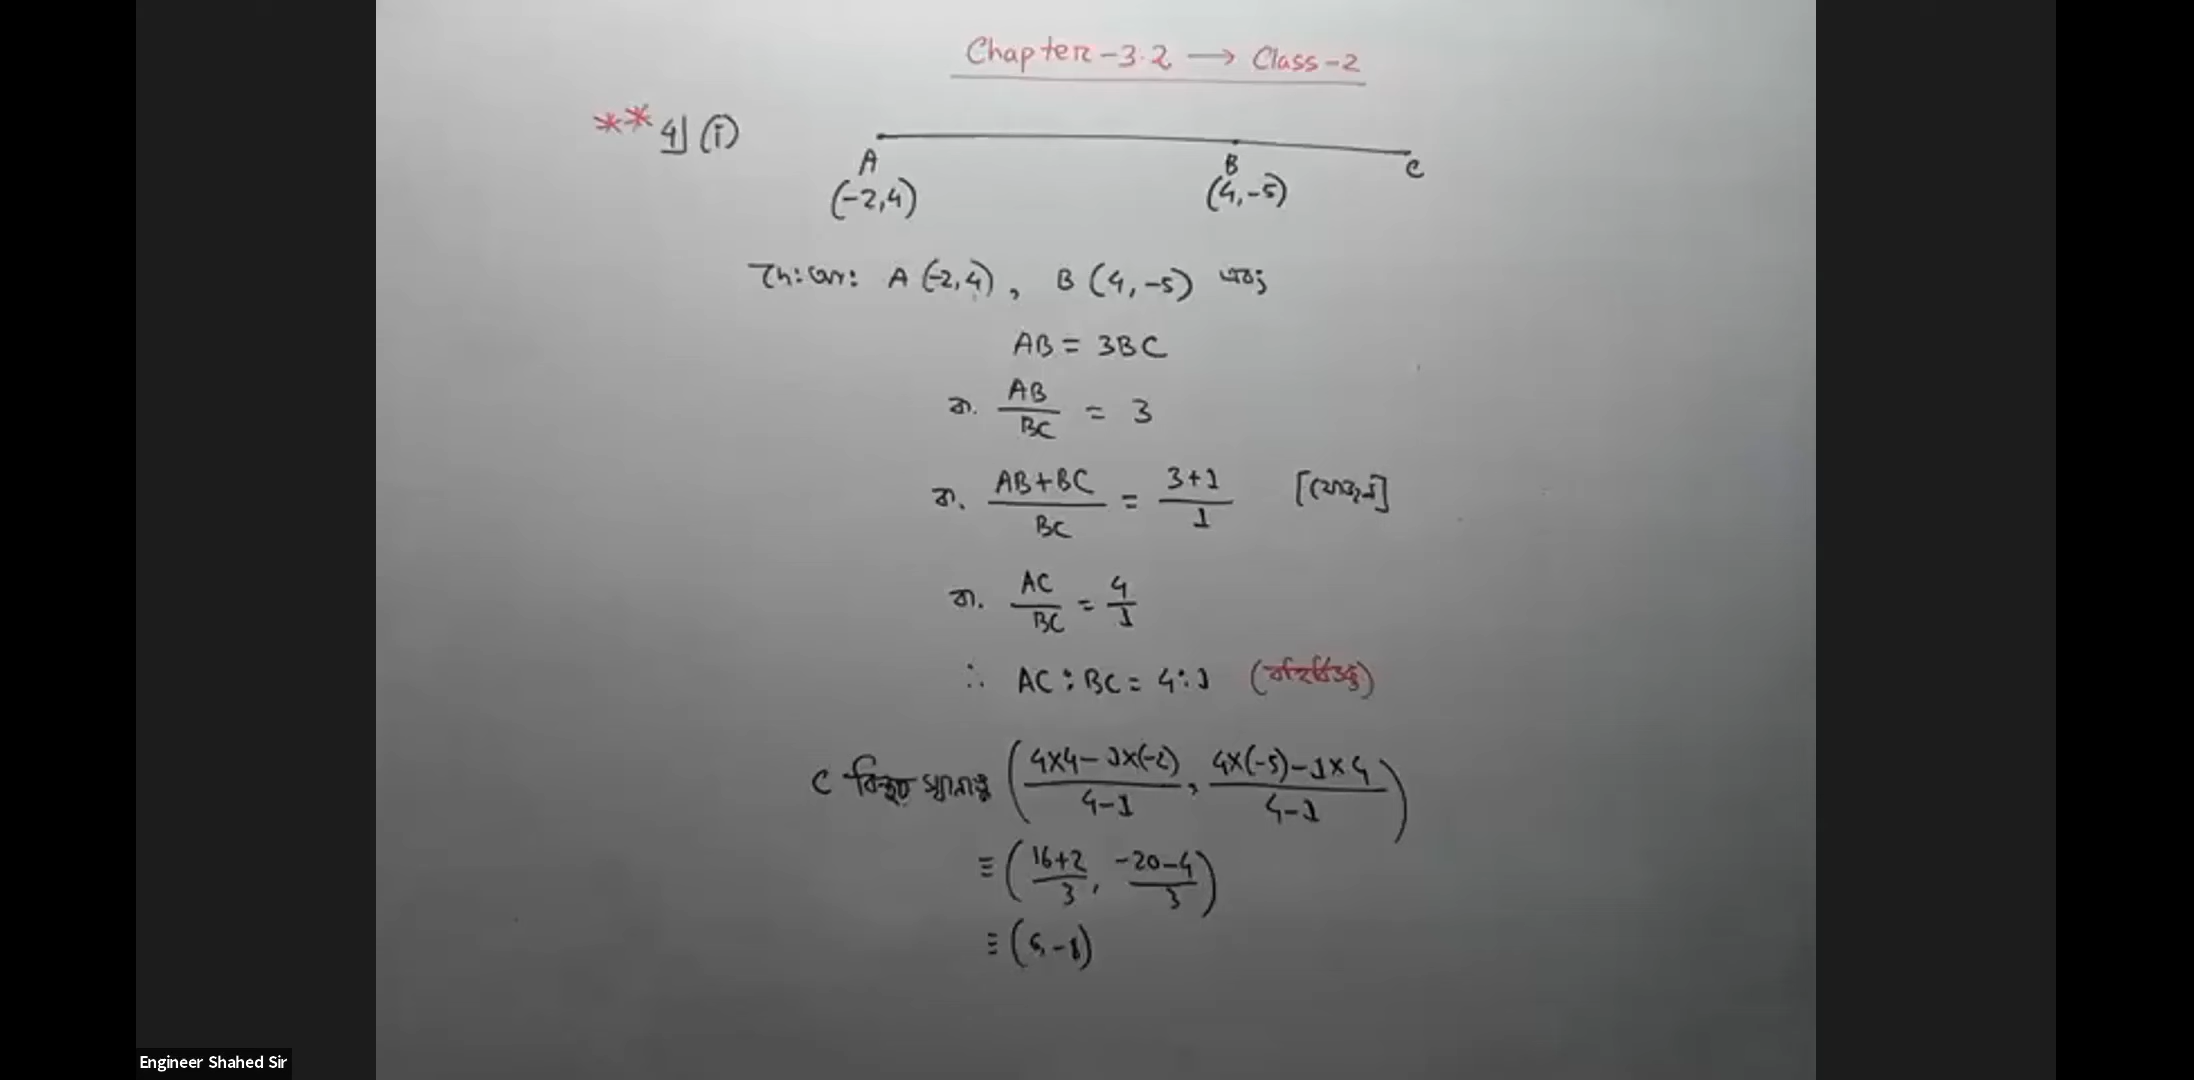 Chapter-3.2 → Class-2
** 4](i)
A B C
(-2,4) (4,-5)
দে:আছে: A (-2,4), B (4,-5) এবং
AB = 3BC
বা. AB/BC = 3
বা. (AB+BC)/BC = (3+1)/1 [যোজন]
বা. AC/BC = 4/1
∴ AC : BC = 4:1 (বহির্বিভক্ত)
C বিন্দুর স্থানাঙ্ক ((4×4-1×(-2))/(4-1), (4×(-5)-1×4)/(4-1))
≡ ((16+2)/3, (-20-4)/3)
≡ (6,-8)
Engineer Shahed Sir